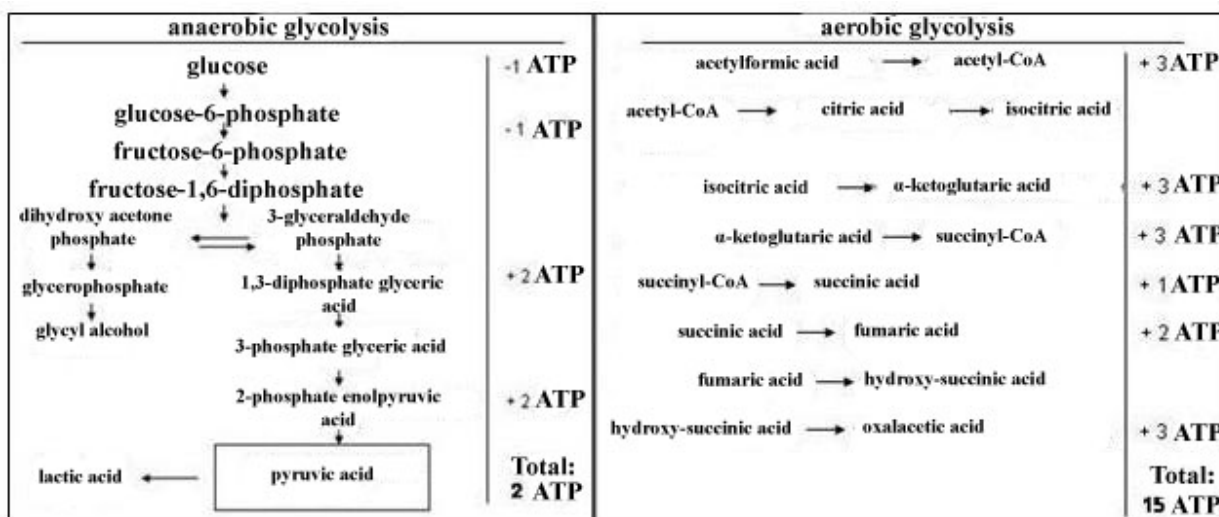 anaerobic glycolysis
glucose
-1 ATP
glucose-6-phosphate
-1 ATP
fructose-6-phosphate
fructose-1,6-diphosphate
dihydroxy acetone
phosphate
3-glyceraldehyde
phosphate
+2 ATP
glycerophosphate
1,3-diphosphate glyceric
acid
glycyl alcohol
3-phosphate glyceric acid
2-phosphate enolpyruvic
acid
+2 ATP
lactic acid
pyruvic acid
Total:
2 ATP
aerobic glycolysis
acetylformic acid acetyl-CoA + 3 ATP
acetyl-CoA citric acid isocitric acid
isocitric acid α-ketoglutaric acid + 3 ATP
α-ketoglutaric acid succinyl-CoA + 3 ATP
succinyl-CoA succinic acid + 1 ATP
succinic acid fumaric acid + 2 ATP
fumaric acid hydroxy-succinic acid
hydroxy-succinic acid oxalacetic acid + 3 ATP
Total:
15 ATP